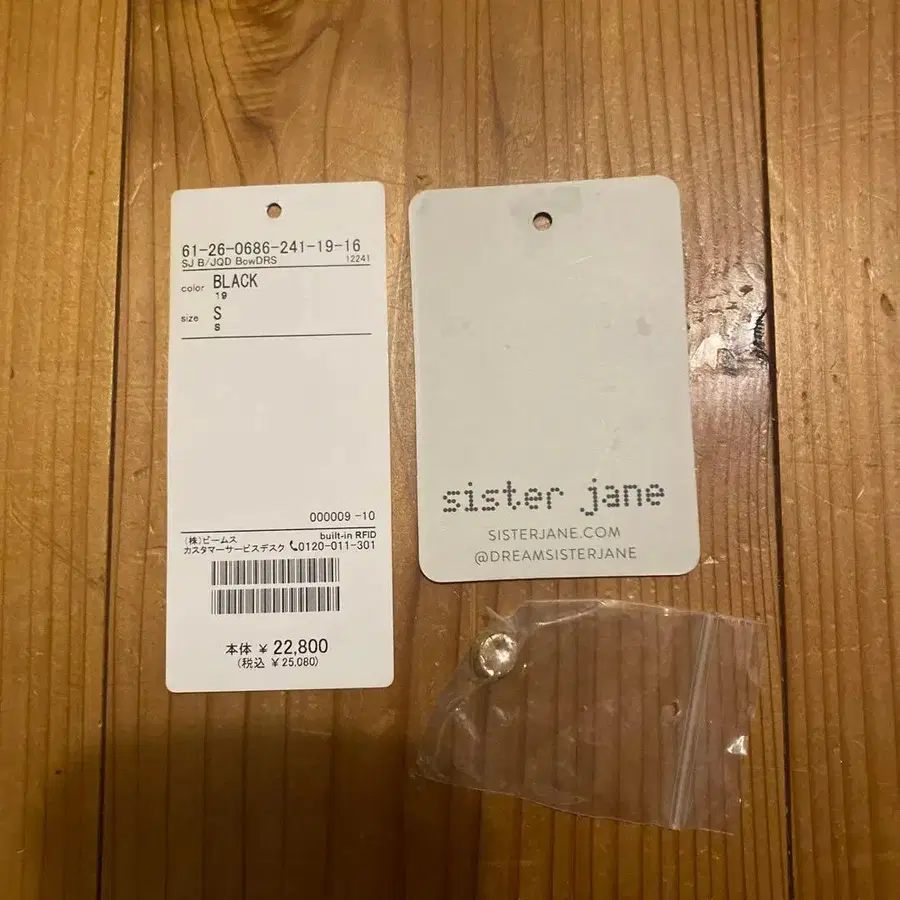 61-26-0686-241-19-16
SJ B/JQD BowDRS 12241
color BLACK
19
size S
S
000009 -10
(株)ビームス built-in RFID
カスタマーサービスデスク 0120-011-301
本体 ¥ 22,800
(税込 ¥25,080)
sister jane
SISTERJANE.COM
@DREAMSISTERJANE